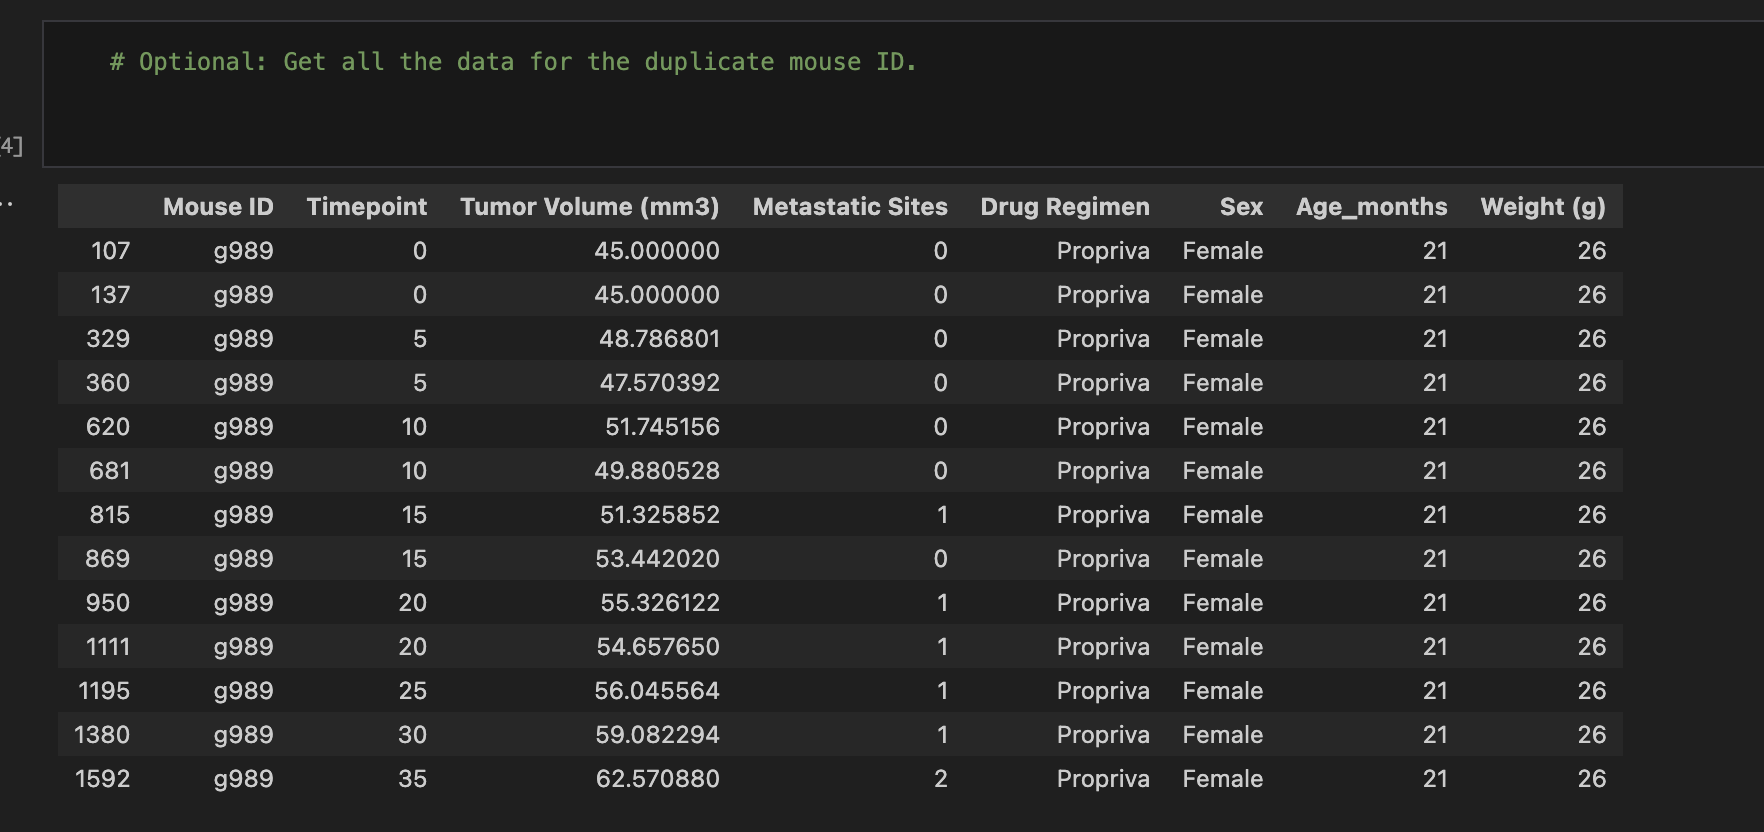 # Optional: Get all the data for the duplicate mouse ID.
4]
..
Mouse ID Timepoint Tumor Volume (mm3) Metastatic Sites Drug Regimen Sex Age_months Weight (g)
107 g989 0 45.000000 0 Propriva Female 21 26
137 g989 0 45.000000 0 Propriva Female 21 26
329 g989 5 48.786801 0 Propriva Female 21 26
360 g989 5 47.570392 0 Propriva Female 21 26
620 g989 10 51.745156 0 Propriva Female 21 26
681 g989 10 49.880528 0 Propriva Female 21 26
815 g989 15 51.325852 1 Propriva Female 21 26
869 g989 15 53.442020 0 Propriva Female 21 26
950 g989 20 55.326122 1 Propriva Female 21 26
1111 g989 20 54.657650 1 Propriva Female 21 26
1195 g989 25 56.045564 1 Propriva Female 21 26
1380 g989 30 59.082294 1 Propriva Female 21 26
1592 g989 35 62.570880 2 Propriva Female 21 26